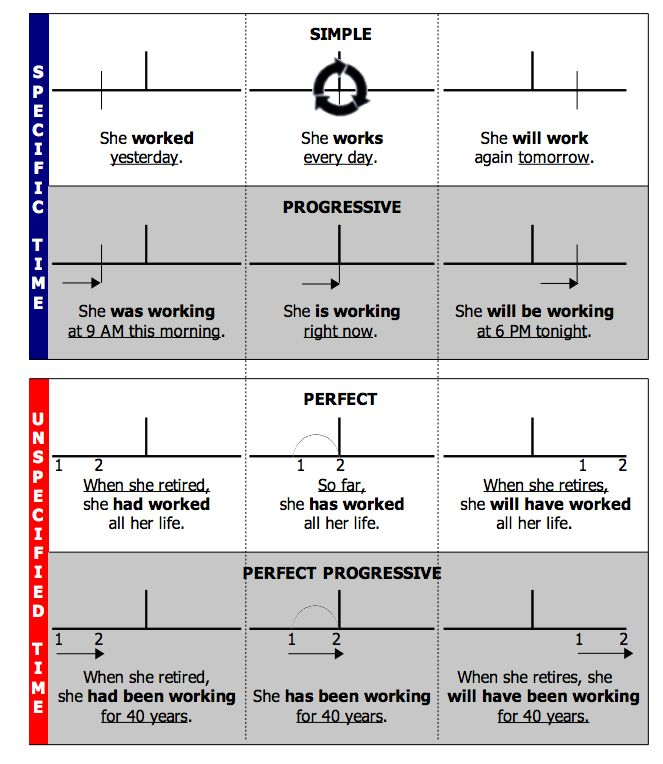 SPECIFIC TIME
SIMPLE
She worked
yesterday.
She works
every day.
She will work
again tomorrow.
PROGRESSIVE
She was working
at 9 AM this morning.
She is working
right now.
She will be working
at 6 PM tonight.
UNSPECIFIED TIME
PERFECT
1 2
When she retired,
she had worked
all her life.
1 2
So far,
she has worked
all her life.
1 2
When she retires,
she will have worked
all her life.
PERFECT PROGRESSIVE
1 2
When she retired,
she had been working
for 40 years.
1 2
She has been working
for 40 years.
1 2
When she retires, she
will have been working
for 40 years.